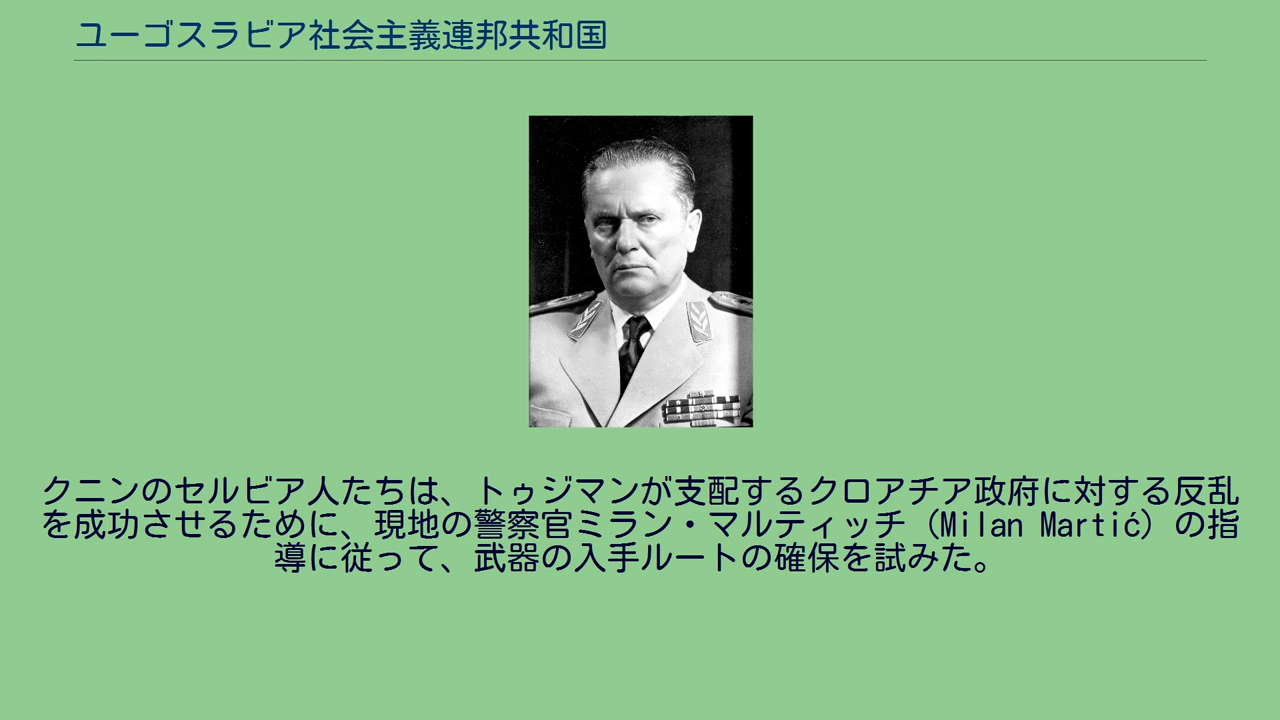 ユーゴスラビア社会主義連邦共和国
クニンのセルビア人たちは、トゥジマンが支配するクロアチア政府に対する反乱
を成功させるために、現地の警察官ミラン・マルティッチ（Milan Martić）の指
導に従って、武器の入手ルートの確保を試みた。